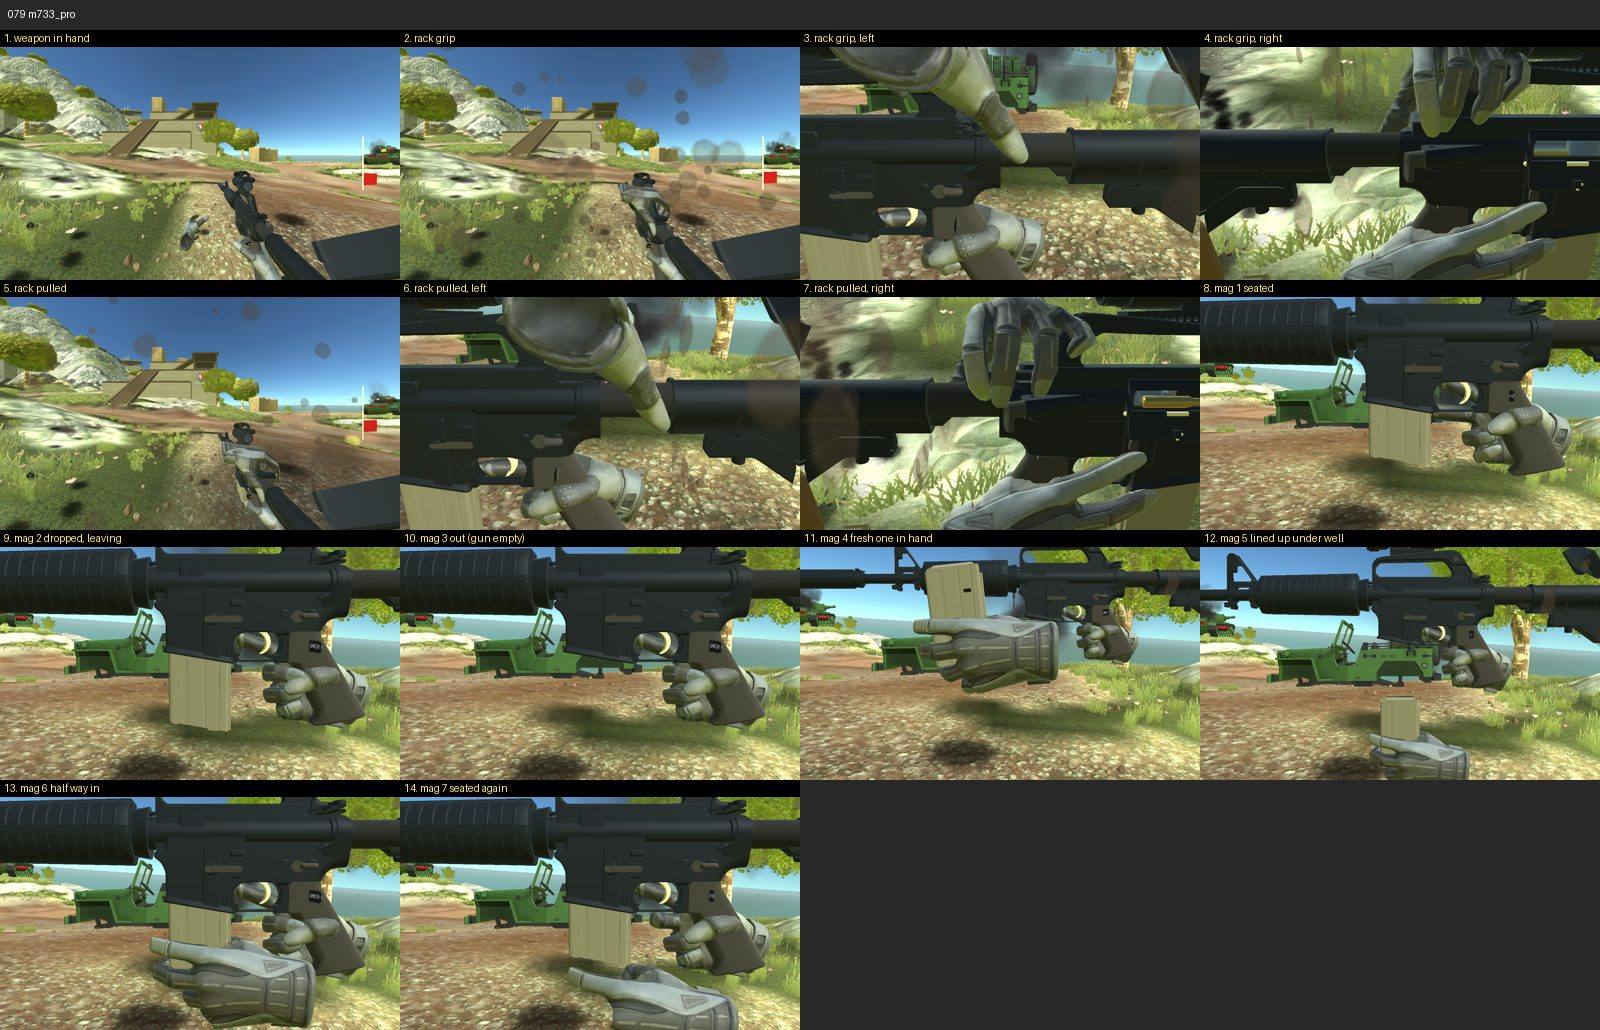 079 m733_pro
1. weapon in hand
2. rack grip
3. rack grip, left
4. rack grip, right
5. rack pulled
6. rack pulled, left
7. rack pulled, right
8. mag 1 seated
9. mag 2 dropped, leaving
10. mag 3 out (gun empty)
11. mag 4 fresh one in hand
12. mag 5 lined up under well
13. mag 6 half way in
14. mag 7 seated again